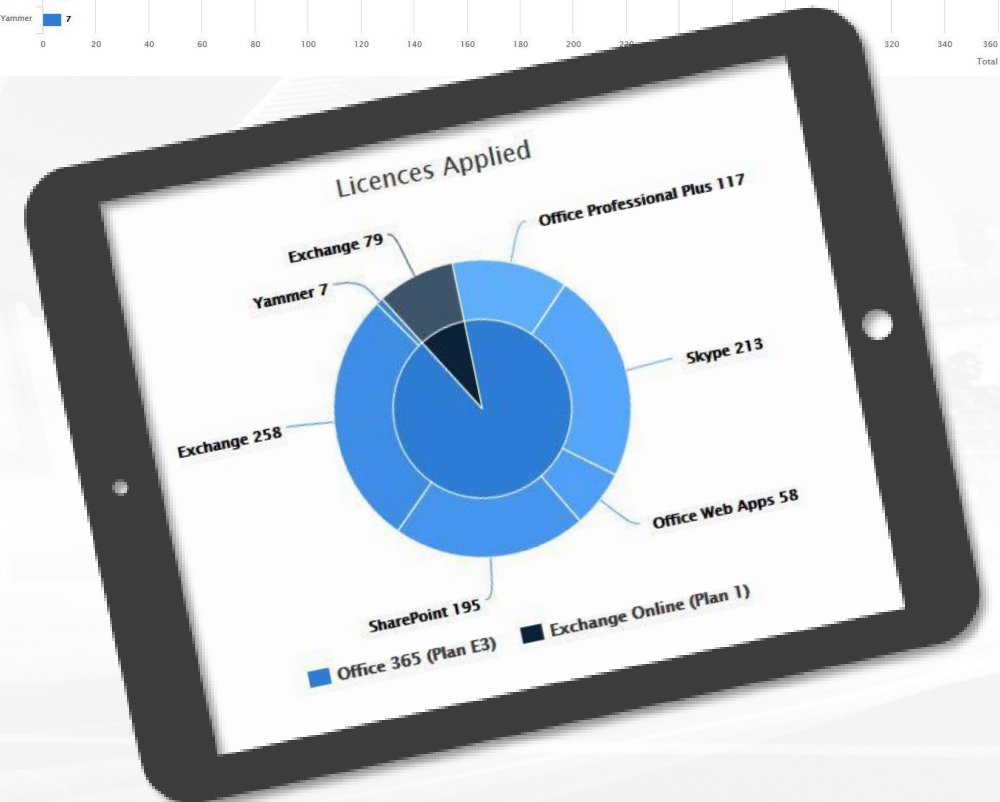 Yammer 7
0 20 40 60 80 100 120 140 160 180 200 220 320 340 360
Total
Licences Applied
Office Professional Plus 117
Exchange 79
Yammer 7
Skype 213
Exchange 258
Office Web Apps 58
SharePoint 195
Office 365 (Plan E3)
Exchange Online (Plan 1)